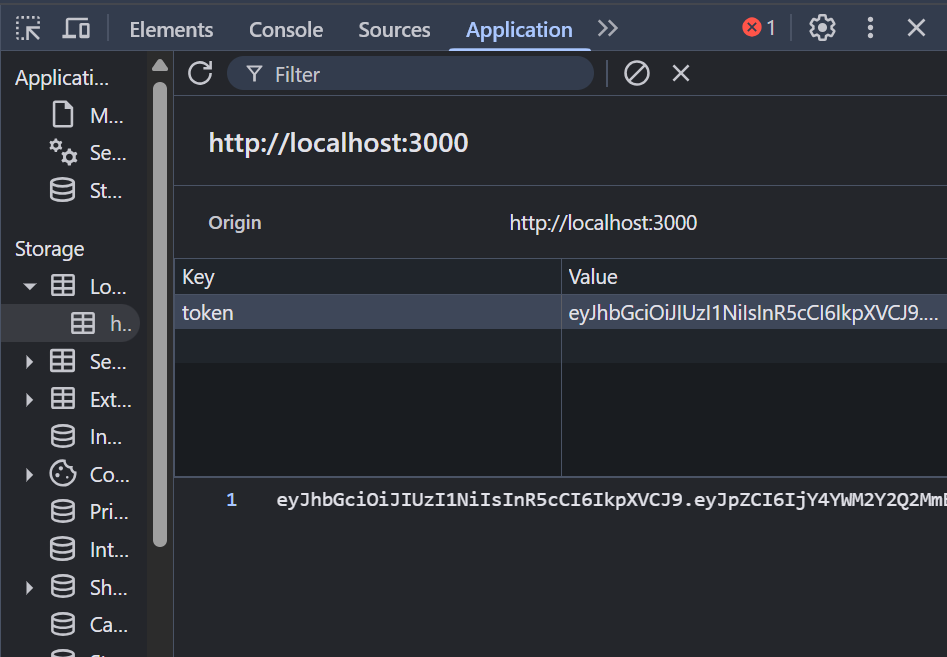 Elements Console Sources Application 1
Applicati...
M...
Se...
St...
Storage
Lo...
h..
Se...
Ext...
In...
Co...
Pri...
Int...
Sh...
Ca...
Filter
http://localhost:3000
Origin http://localhost:3000
Key Value
token eyJhbGciOiJIUzI1NiIsInR5cCI6IkpXVCJ9....
1 eyJhbGciOiJIUzI1NiIsInR5cCI6IkpXVCJ9.eyJpZCI6IjY4YWM2Y2Q2Mm